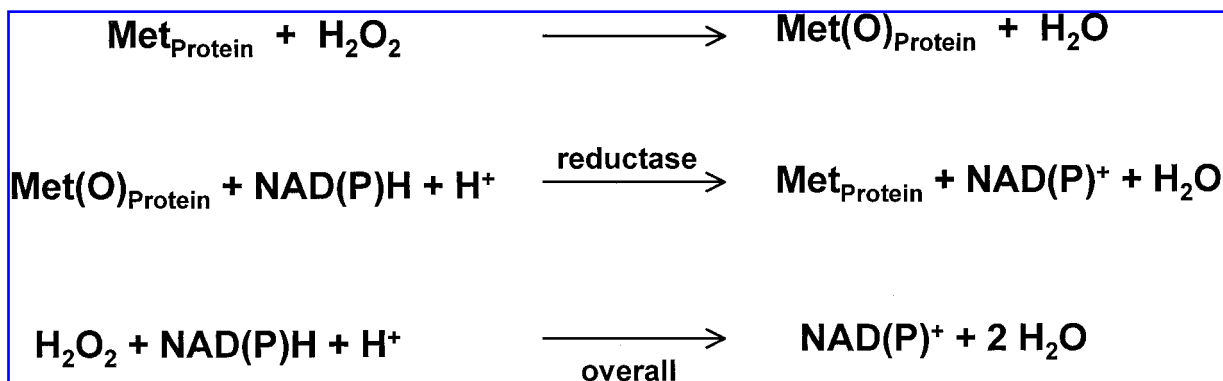 Met_Protein + H₂O₂ ⟶ Met(O)_Protein + H₂O
reductase
Met(O)_Protein + NAD(P)H + H⁺ ⟶ Met_Protein + NAD(P)⁺ + H₂O
H₂O₂ + NAD(P)H + H⁺ ⟶ NAD(P)⁺ + 2 H₂O
overall